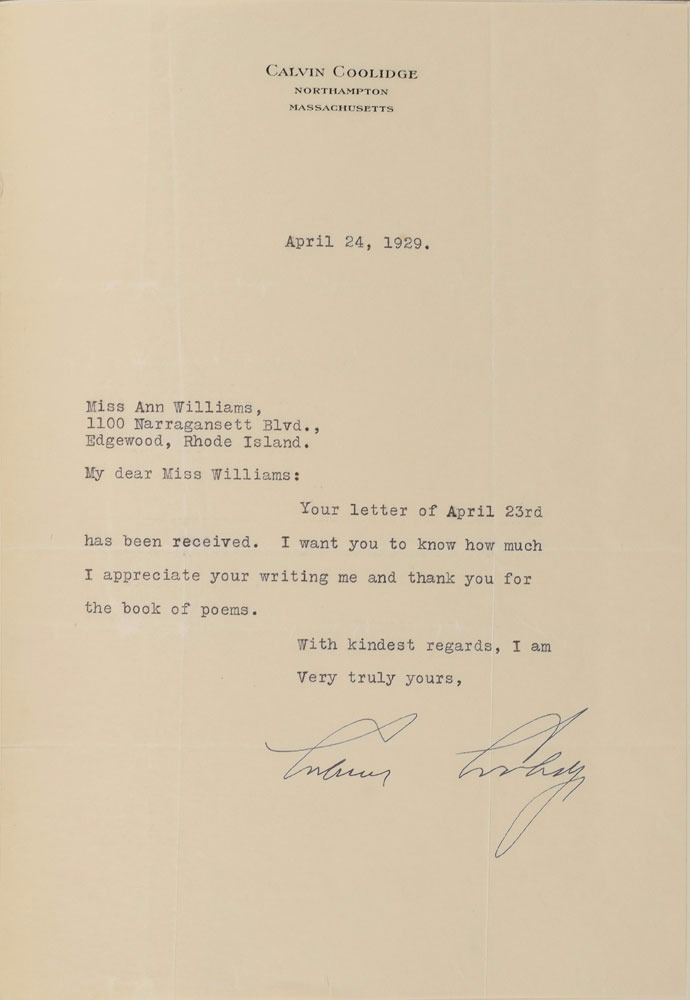 CALVIN COOLIDGE
NORTHAMPTON
MASSACHUSETTS
April 24, 1929.
Miss Ann Williams,
1100 Narragansett Blvd.,
Edgewood, Rhode Island.
My dear Miss Williams:
Your letter of April 23rd
has been received. I want you to know how much
I appreciate your writing me and thank you for
the book of poems.
With kindest regards, I am
Very truly yours,
Calvin Coolidge